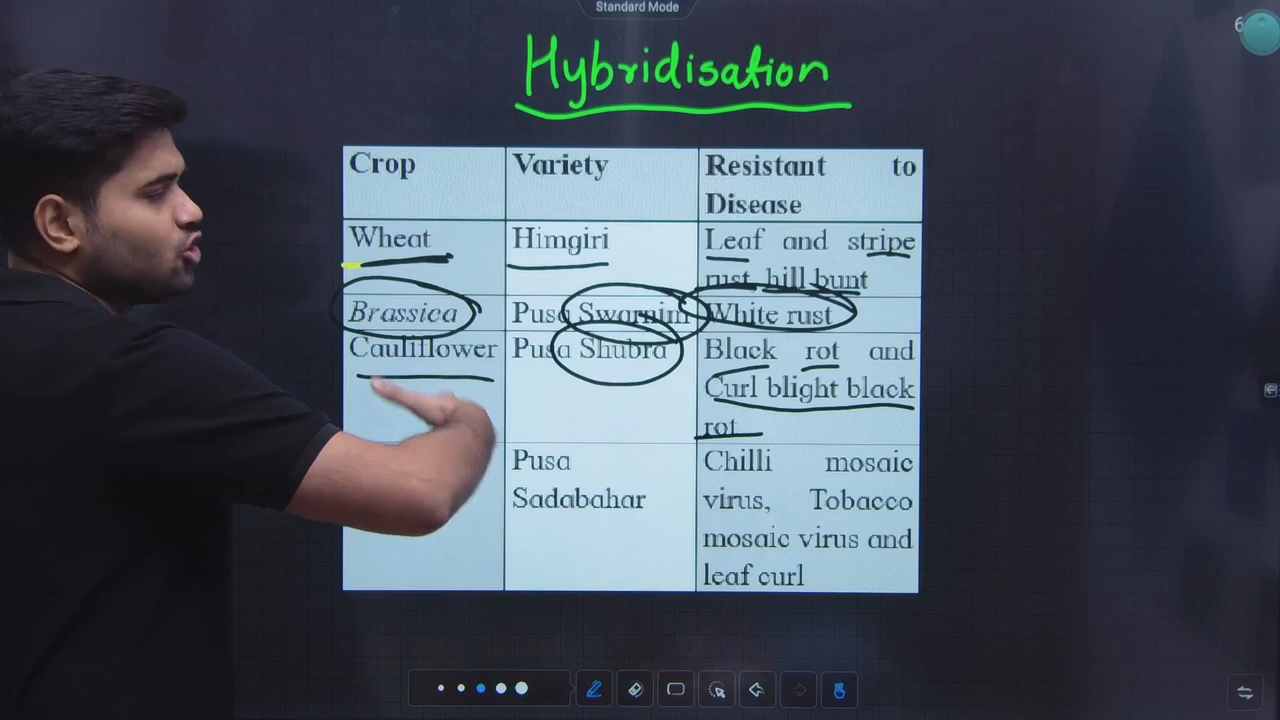 Standard Mode
6
Hybridisation
Crop Variety Resistant to
Disease
Wheat Himgiri Leaf and stripe
rust, hill bunt
Brassica Pusa Swarnim White rust
Cauliflower Pusa Shubra Black rot and
Curl blight black
rot
Pusa Chilli mosaic
Sadabahar virus, Tobacco
mosaic virus and
leaf curl